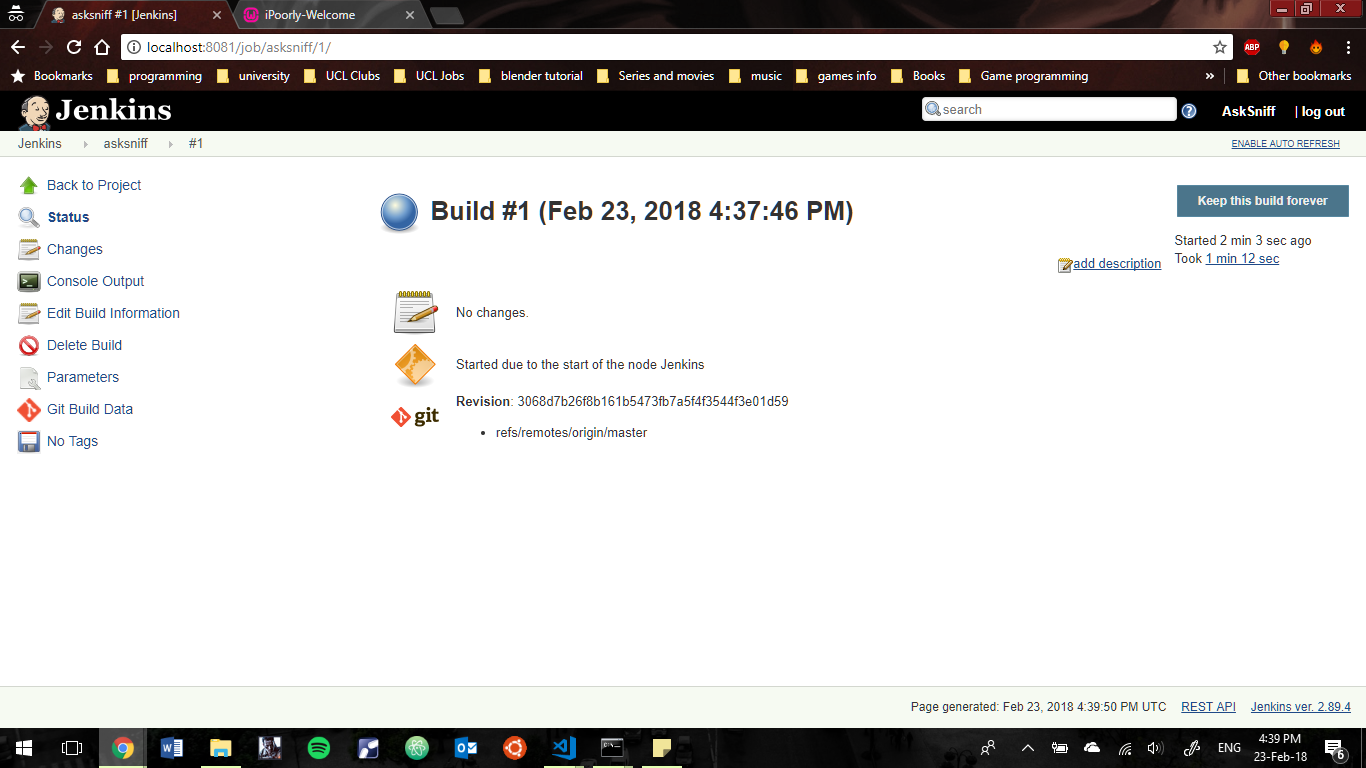 asksniff #1 [Jenkins]
iPoorly-Welcome
localhost:8081/job/asksniff/1/
ABP
Bookmarks programming university UCL Clubs UCL Jobs blender tutorial Series and movies music games info Books Game programming » Other bookmarks
Jenkins
search
AskSniff | log out
Jenkins asksniff #1
ENABLE AUTO REFRESH
Back to Project
Status
Changes
Console Output
Edit Build Information
Delete Build
Parameters
Git Build Data
No Tags
Build #1 (Feb 23, 2018 4:37:46 PM)
Keep this build forever
Started 2 min 3 sec ago
Took 1 min 12 sec
add description
No changes.
Started due to the start of the node Jenkins
git
Revision: 3068d7b26f8b161b5473fb7a5f4f3544f3e01d59
refs/remotes/origin/master
Page generated: Feb 23, 2018 4:39:50 PM UTC REST API Jenkins ver. 2.89.4
ENG
4:39 PM
23-Feb-18
6